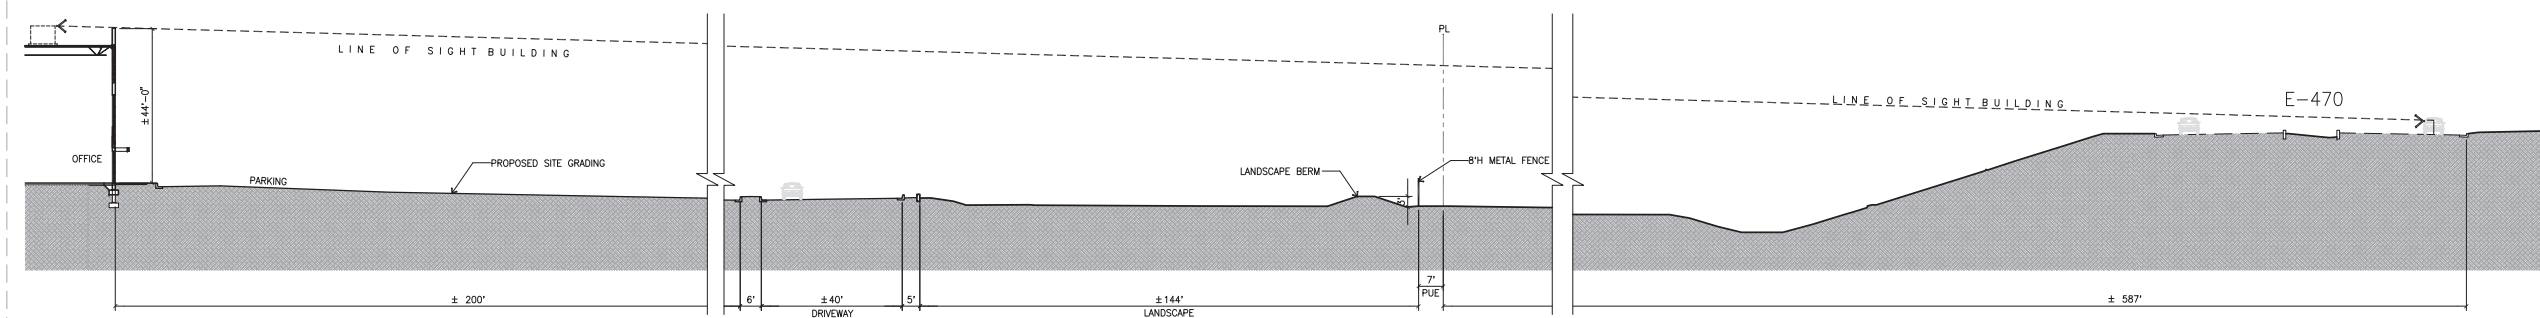 PL
LINE OF SIGHT BUILDING
LINE OF SIGHT BUILDING
E-470
±44'-0"
OFFICE
PARKING
PROPOSED SITE GRADING
LANDSCAPE BERM
8'H METAL FENCE
± 200'
6'
±40'
DRIVEWAY
5'
±144'
LANDSCAPE
7'
PUE
± 587'